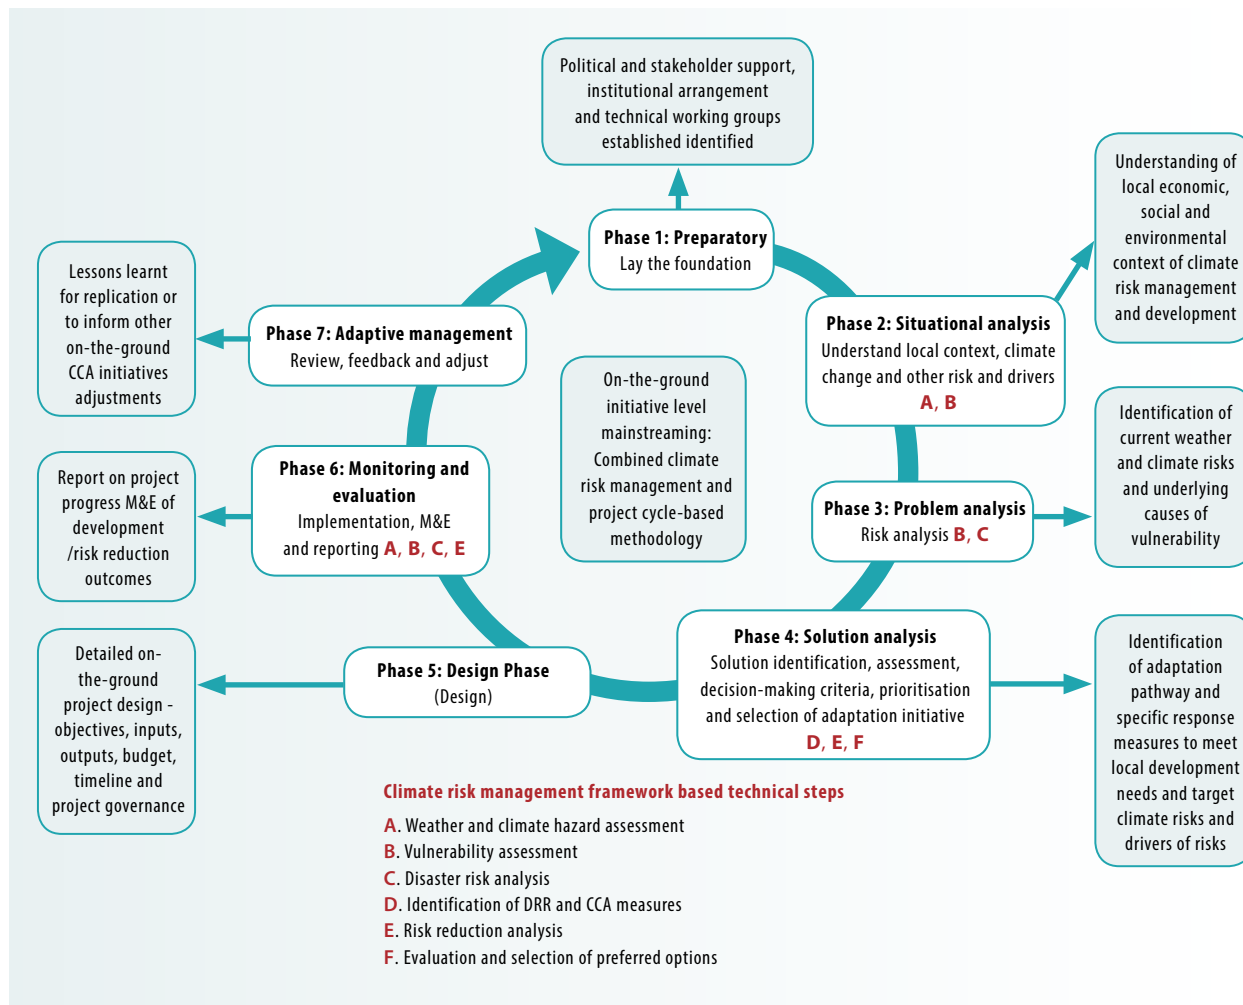 Political and stakeholder support,
institutional arrangement
and technical working groups
established identified
Phase 1: Preparatory
Lay the foundation
Understanding of
local economic,
social and
environmental
context of climate
risk management
and development
Phase 2: Situational analysis
Understand local context, climate
change and other risk and drivers
A, B
Identification of
current weather
and climate risks
and underlying
causes of
vulnerability
Phase 3: Problem analysis
Risk analysis B, C
Identification
of adaptation
pathway and
specific response
measures to meet
local development
needs and target
climate risks and
drivers of risks
Phase 4: Solution analysis
Solution identification, assessment,
decision-making criteria, prioritisation
and selection of adaptation initiative
D, E, F
Phase 5: Design Phase
(Design)
Detailed on-
the-ground
project design -
objectives, inputs,
outputs, budget,
timeline and
project governance
Phase 6: Monitoring and
evaluation
Implementation, M&E
and reporting A, B, C, E
Report on project
progress M&E of
development
/risk reduction
outcomes
Phase 7: Adaptive management
Review, feedback and adjust
Lessons learnt
for replication or
to inform other
on-the-ground
CCA initiatives
adjustments
On-the-ground
initiative level
mainstreaming:
Combined climate
risk management and
project cycle-based
methodology
Climate risk management framework based technical steps
A. Weather and climate hazard assessment
B. Vulnerability assessment
C. Disaster risk analysis
D. Identification of DRR and CCA measures
E. Risk reduction analysis
F. Evaluation and selection of preferred options